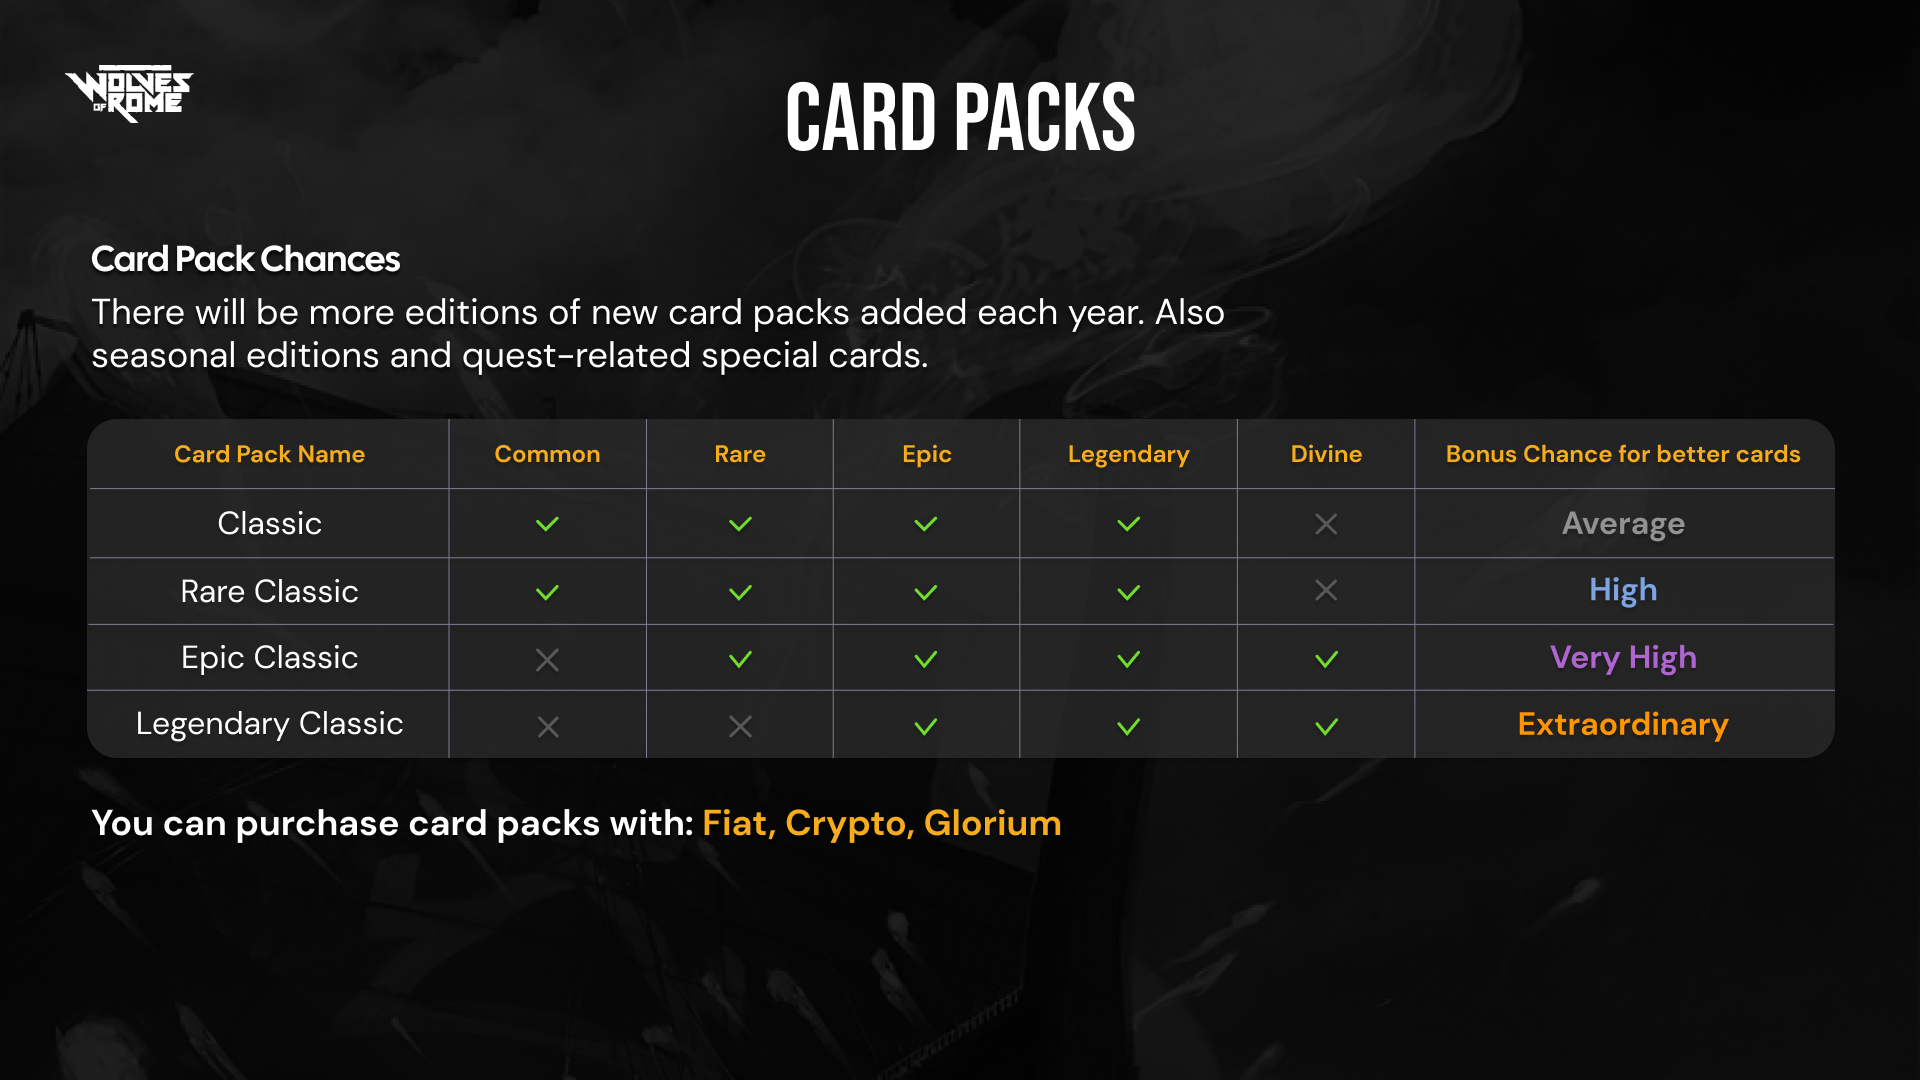 WOLVES
OF ROME
CARD PACKS
Card Pack Chances
There will be more editions of new card packs added each year. Also
seasonal editions and quest-related special cards.
Card Pack Name Common Rare Epic Legendary Divine Bonus Chance for better cards
Classic ✓ ✓ ✓ ✓ ✕ Average
Rare Classic ✓ ✓ ✓ ✓ ✕ High
Epic Classic ✕ ✓ ✓ ✓ ✓ Very High
Legendary Classic ✕ ✕ ✓ ✓ ✓ Extraordinary
You can purchase card packs with: Fiat, Crypto, Glorium